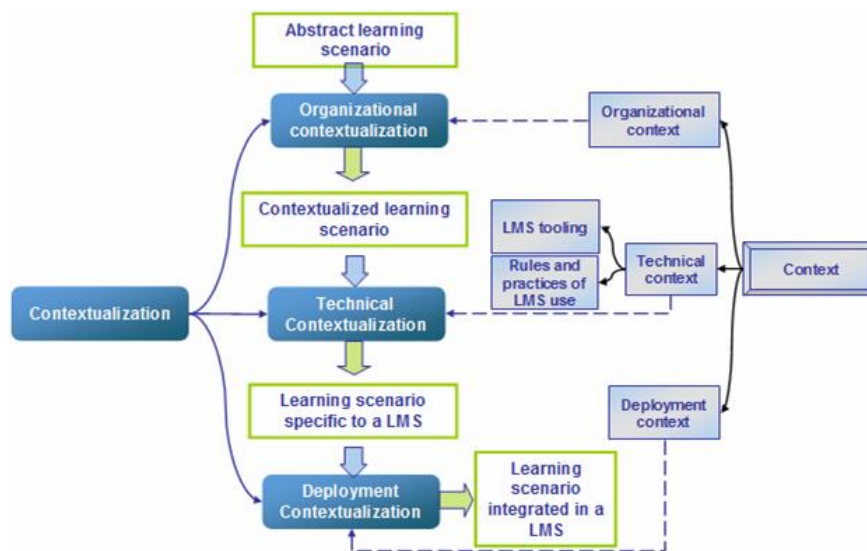 Abstract learning
scenario
Organizational
contextualization
Organizational
context
Contextualized learning
scenario
LMS tooling
Rules and
practices of
LMS use
Technical
context
Context
Contextualization
Technical
Contextualization
Learning scenario
specific to a LMS
Deployment
context
Deployment
Contextualization
Learning
scenario
integrated in a
LMS